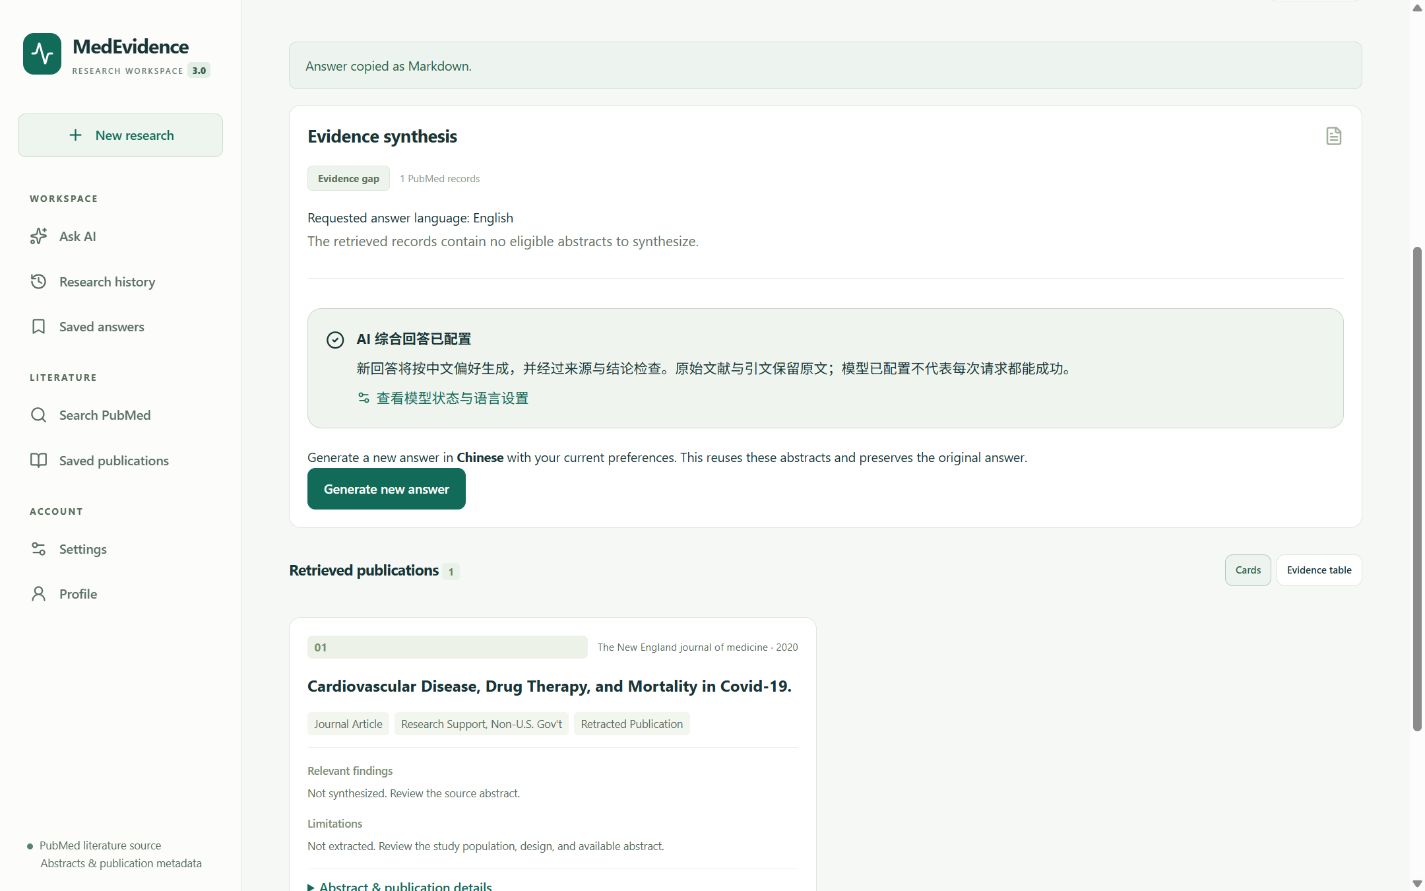 MedEvidence
RESEARCH WORKSPACE 3.0
New research
WORKSPACE
Ask AI
Research history
Saved answers
LITERATURE
Search PubMed
Saved publications
ACCOUNT
Settings
Profile
PubMed literature source
Abstracts & publication metadata
Answer copied as Markdown.
Evidence synthesis
Evidence gap 1 PubMed records
Requested answer language: English
The retrieved records contain no eligible abstracts to synthesize.
AI 综合回答已配置
新回答将按中文偏好生成，并经过来源与结论检查。原始文献与引文保留原文；模型已配置不代表每次请求都能成功。
查看模型状态与语言设置
Generate a new answer in Chinese with your current preferences. This reuses these abstracts and preserves the original answer.
Generate new answer
Retrieved publications 1
Cards Evidence table
01 The New England journal of medicine · 2020
Cardiovascular Disease, Drug Therapy, and Mortality in Covid-19.
Journal Article Research Support, Non-U.S. Gov't Retracted Publication
Relevant findings
Not synthesized. Review the source abstract.
Limitations
Not extracted. Review the study population, design, and available abstract.
Abstract & publication details